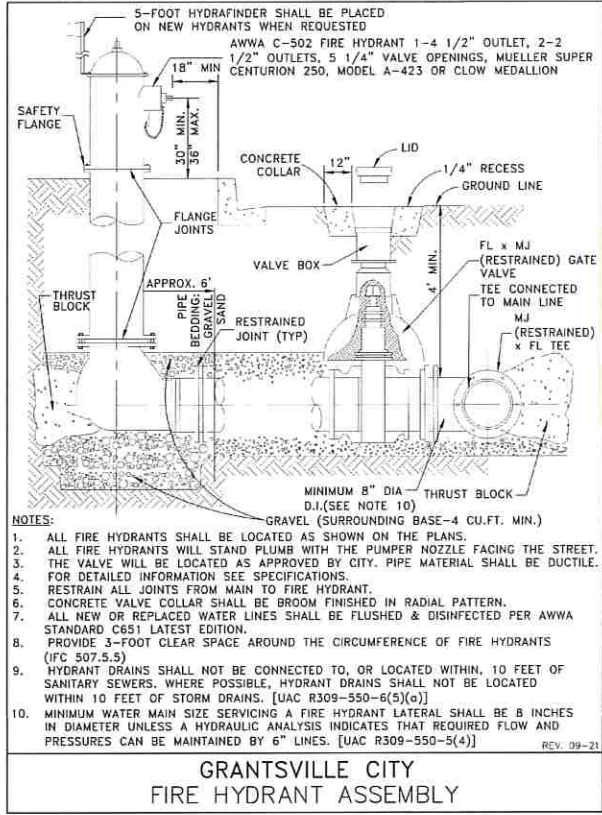 5-FOOT HYDRAFINDER SHALL BE PLACED
ON NEW HYDRANTS WHEN REQUESTED
AWWA C-502 FIRE HYDRANT 1-4 1/2" OUTLET, 2-2
1/2" OUTLETS, 5 1/4" VALVE OPENINGS, MUELLER SUPER
CENTURION 250, MODEL A-423 OR CLOW MEDALLION
18" MIN
SAFETY
FLANGE
30" MIN.
36" MAX.
CONCRETE
COLLAR
12"
LID
1/4" RECESS
GROUND LINE
FLANGE
JOINTS
VALVE BOX
4' MIN.
FL x MJ
(RESTRAINED) GATE
VALVE
TEE CONNECTED
TO MAIN LINE
MJ
(RESTRAINED)
x FL TEE
APPROX. 6'
THRUST
BLOCK
PIPE
BEDDING:
GRAVEL
SAND
RESTRAINED
JOINT (TYP)
MINIMUM 8" DIA
D.I.(SEE NOTE 10)
THRUST BLOCK
GRAVEL (SURROUNDING BASE-4 CU.FT. MIN.)
NOTES:
1. ALL FIRE HYDRANTS SHALL BE LOCATED AS SHOWN ON THE PLANS.
2. ALL FIRE HYDRANTS WILL STAND PLUMB WITH THE PUMPER NOZZLE FACING THE STREET.
3. THE VALVE WILL BE LOCATED AS APPROVED BY CITY. PIPE MATERIAL SHALL BE DUCTILE.
4. FOR DETAILED INFORMATION SEE SPECIFICATIONS.
5. RESTRAIN ALL JOINTS FROM MAIN TO FIRE HYDRANT.
6. CONCRETE VALVE COLLAR SHALL BE BROOM FINISHED IN RADIAL PATTERN.
7. ALL NEW OR REPLACED WATER LINES SHALL BE FLUSHED & DISINFECTED PER AWWA
STANDARD C651 LATEST EDITION.
8. PROVIDE 3-FOOT CLEAR SPACE AROUND THE CIRCUMFERENCE OF FIRE HYDRANTS
(IFC 507.5.5)
9. HYDRANT DRAINS SHALL NOT BE CONNECTED TO, OR LOCATED WITHIN, 10 FEET OF
SANITARY SEWERS. WHERE POSSIBLE, HYDRANT DRAINS SHALL NOT BE LOCATED
WITHIN 10 FEET OF STORM DRAINS. [UAC R309-550-6(5)(a)]
10. MINIMUM WATER MAIN SIZE SERVICING A FIRE HYDRANT LATERAL SHALL BE 8 INCHES
IN DIAMETER UNLESS A HYDRAULIC ANALYSIS INDICATES THAT REQUIRED FLOW AND
PRESSURES CAN BE MAINTAINED BY 6" LINES. [UAC R309-550-5(4)]
REV. 09-21
GRANTSVILLE CITY
FIRE HYDRANT ASSEMBLY